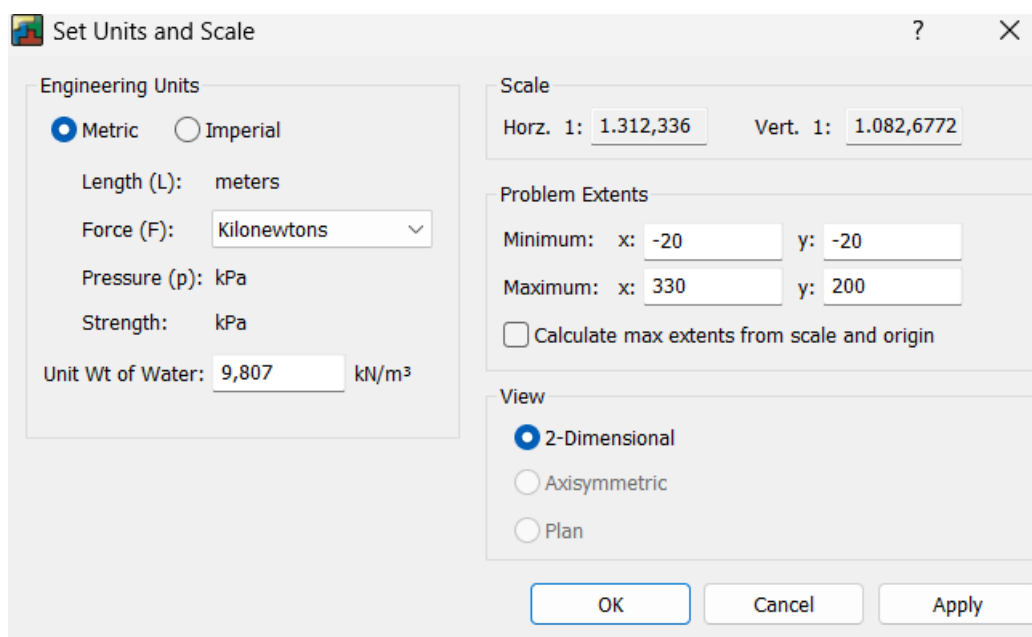 Set Units and Scale ?
Engineering Units
Metric Imperial
Length (L): meters
Force (F): Kilonewtons
Pressure (p): kPa
Strength: kPa
Unit Wt of Water: 9,807 kN/m³
Scale
Horz. 1: 1.312,336 Vert. 1: 1.082,6772
Problem Extents
Minimum: x: -20 y: -20
Maximum: x: 330 y: 200
Calculate max extents from scale and origin
View
2-Dimensional
Axisymmetric
Plan
OK Cancel Apply